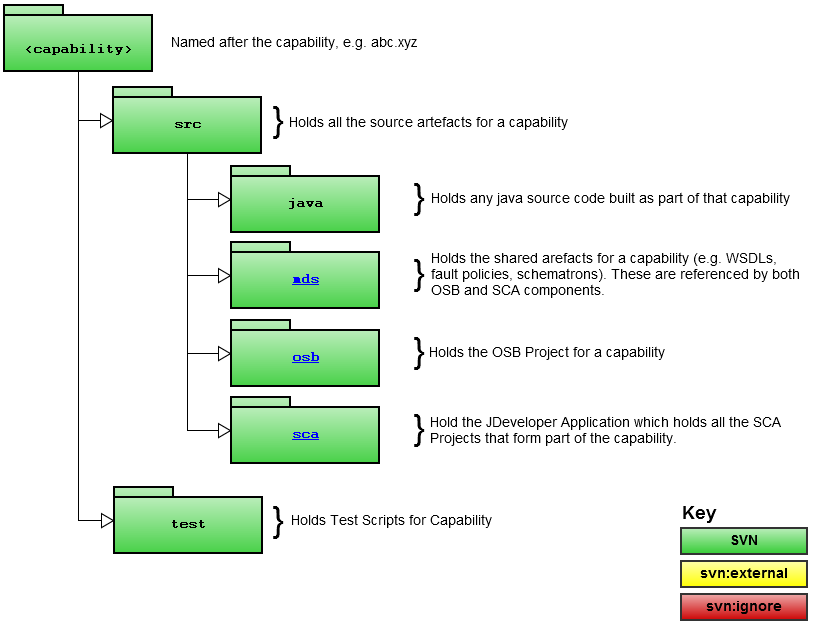 <capability>
Named after the capability, e.g. abc.xyz
src
Holds all the source artefacts for a capability
java
Holds any java source code built as part of that capability
mds
Holds the shared arefacts for a capability (e.g. WSDLs,
fault policies, schematrons). These are referenced by both
OSB and SCA components.
osb
Holds the OSB Project for a capability
sca
Hold the JDeveloper Application which holds all the SCA
Projects that form part of the capability.
test
Holds Test Scripts for Capability
Key
SVN
svn:external
svn:ignore